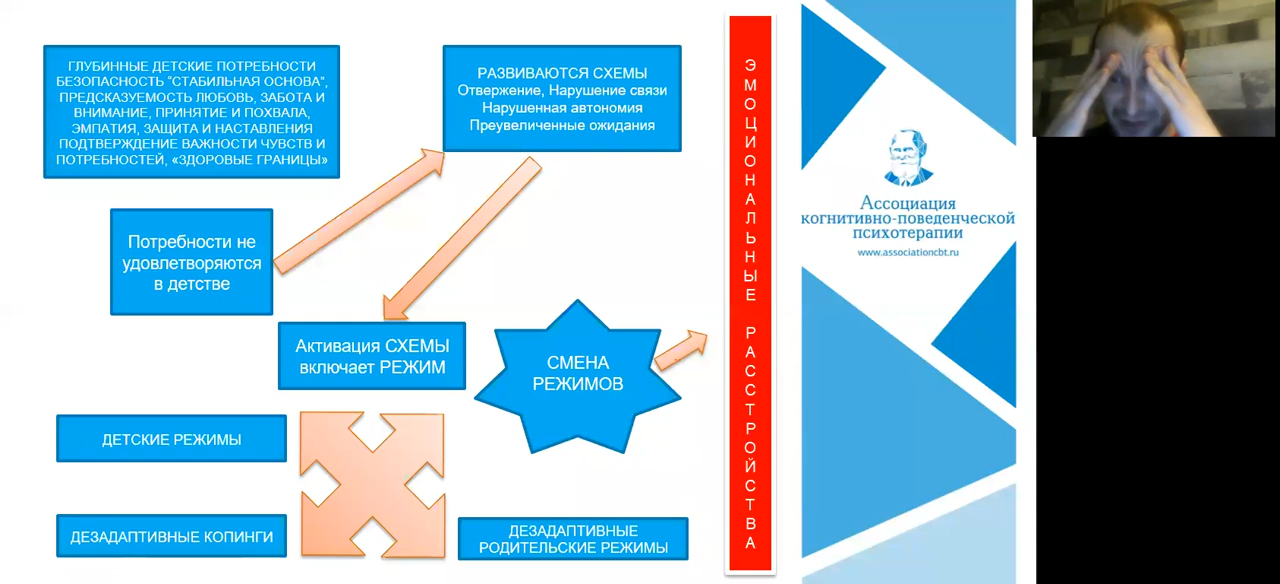 ГЛУБИННЫЕ ДЕТСКИЕ ПОТРЕБНОСТИ
БЕЗОПАСНОСТЬ “СТАБИЛЬНАЯ ОСНОВА”,
ПРЕДСКАЗУЕМОСТЬ ЛЮБОВЬ, ЗАБОТА И
ВНИМАНИЕ, ПРИНЯТИЕ И ПОХВАЛА,
ЭМПАТИЯ, ЗАЩИТА И НАСТАВЛЕНИЯ
ПОДТВЕРЖДЕНИЕ ВАЖНОСТИ ЧУВСТВ И
ПОТРЕБНОСТЕЙ, «ЗДОРОВЫЕ ГРАНИЦЫ»
РАЗВИВАЮТСЯ СХЕМЫ
Отвержение, Нарушение связи
Нарушенная автономия
Преувеличенные ожидания
Потребности не
удовлетворяются
в детстве
Активация СХЕМЫ
включает РЕЖИМ
СМЕНА
РЕЖИМОВ
ДЕТСКИЕ РЕЖИМЫ
ДЕЗАДАПТИВНЫЕ КОПИНГИ
ДЕЗАДАПТИВНЫЕ
РОДИТЕЛЬСКИЕ РЕЖИМЫ
ЭМОЦИОНАЛЬНЫЕ РАССТРОЙСТВА
Ассоциация
когнитивно-поведенческой
психотерапии
www.associationcbt.ru